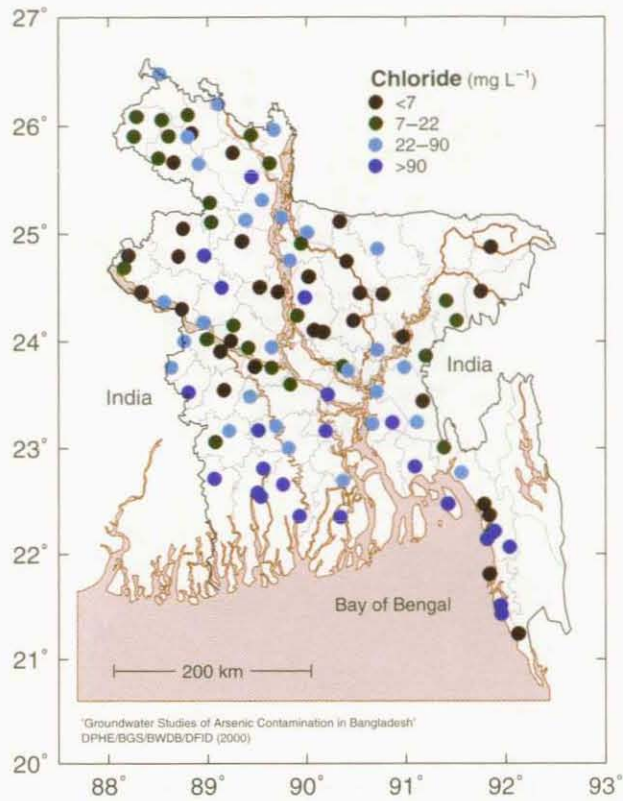 27°
26°
25°
24°
23°
22°
21°
20°
Chloride (mg L⁻¹)
<7
7–22
22–90
>90
India
India
Bay of Bengal
200 km
'Groundwater Studies of Arsenic Contamination in Bangladesh'
DPHE/BGS/BWDB/DFID (2000)
88° 89° 90° 91° 92° 93°